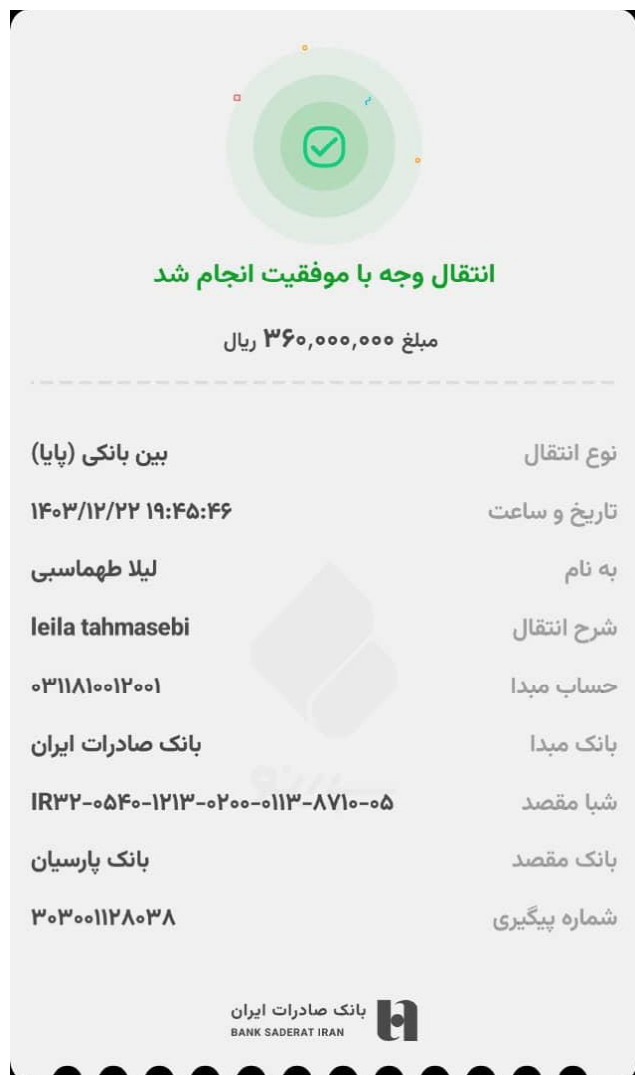 انتقال وجه با موفقیت انجام شد
مبلغ ۳۶۰,۰۰۰,۰۰۰ ریال
نوع انتقال بین بانکی (پایا)
تاریخ و ساعت ۱۴۰۳/۱۲/۲۲ ۱۹:۴۵:۴۶
به نام لیلا طهماسبی
شرح انتقال leila tahmasebi
حساب مبدا ۰۳۱۱۸۱۰۰۱۲۰۰۱
بانک مبدا بانک صادرات ایران
شبا مقصد IR۳۲-۰۵۴۰-۱۲۱۳-۰۲۰۰-۰۱۱۳-۸۷۱۰-۰۵
بانک مقصد بانک پارسیان
شماره پیگیری ۳۰۳۰۰۱۱۲۸۰۳۸
بانک صادرات ایران
BANK SADERAT IRAN